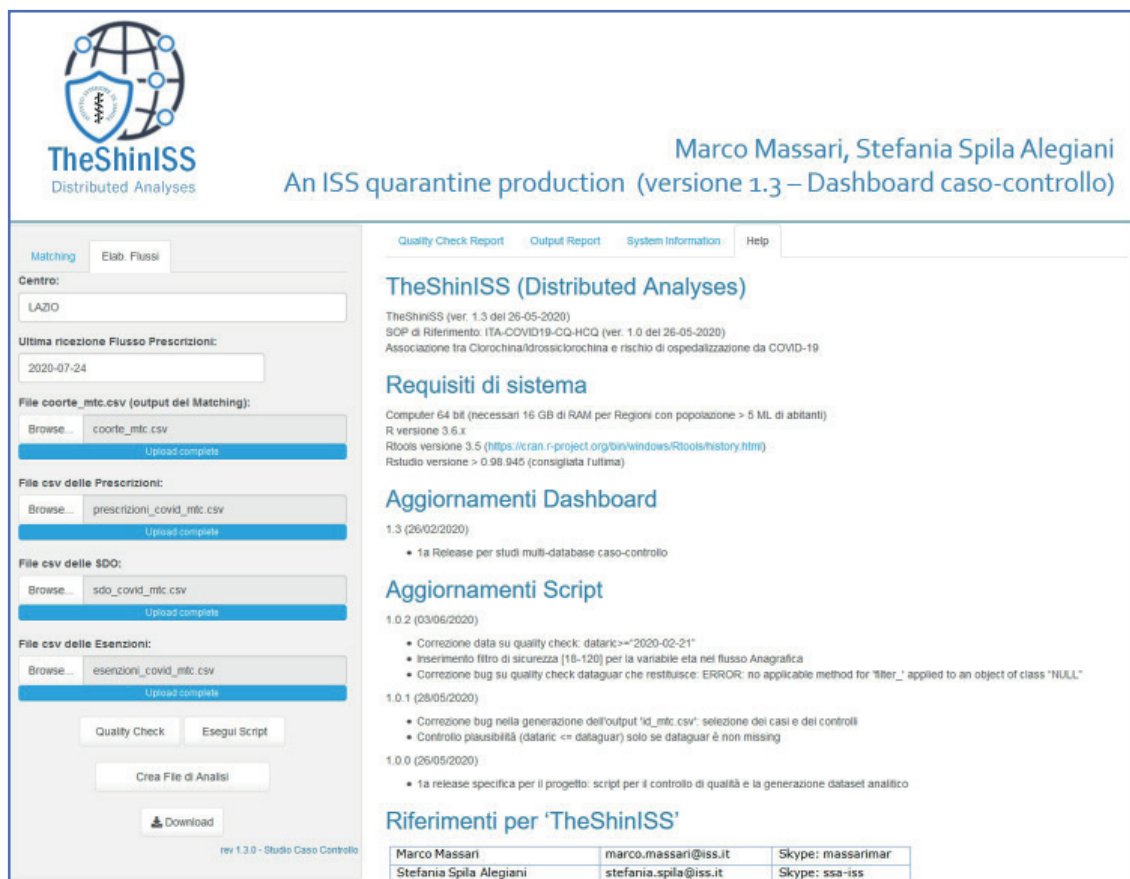 TheShinISS
Distributed Analyses
Marco Massari, Stefania Spila Alegiani
An ISS quarantine production (versione 1.3 – Dashboard caso-controllo)
Matching
Elab. Flussi
Centro:
LAZIO
Ultima ricezione Flusso Prescrizioni:
2020-07-24
File coorte_mtc.csv (output del Matching):
Browse...
coorte_mtc.csv
Upload complete
File csv delle Prescrizioni:
Browse...
prescrizioni_covid_mtc.csv
Upload complete
File csv delle SDO:
Browse...
sdo_covid_mtc.csv
Upload complete
File csv delle Esenzioni:
Browse...
esenzioni_covid_mtc.csv
Upload complete
Quality Check
Esegui Script
Crea File di Analisi
Download
rev 1.3.0 - Studio Caso Controllo
Quality Check Report
Output Report
System Information
Help
TheShinISS (Distributed Analyses)
TheShiniSS (ver. 1.3 del 26-05-2020)
SOP di Riferimento: ITA-COVID19-CQ-HCQ (ver. 1.0 del 26-05-2020)
Associazione tra Clorochina/Idrossiclorochina e rischio di ospedalizzazione da COVID-19
Requisiti di sistema
Computer 64 bit (necessari 16 GB di RAM per Regioni con popolazione > 5 ML di abitanti)
R versione 3.6.x
Rtools versione 3.5 (https://cran.r-project.org/bin/windows/Rtools/history.html)
Rstudio versione > 0.98.945 (consigliata l'ultima)
Aggiornamenti Dashboard
1.3 (26/02/2020)
• 1a Release per studi multi-database caso-controllo
Aggiornamenti Script
1.0.2 (03/06/2020)
• Correzione data su quality check: dataric>="2020-02-21"
• Inserimento filtro di sicurezza [18-120] per la variabile eta nel flusso Anagrafica
• Correzione bug su quality check dataguar che restituisce: ERROR: no applicable method for 'filter_' applied to an object of class "NULL"
1.0.1 (28/05/2020)
• Correzione bug nella generazione dell'output 'id_mtc.csv': selezione dei casi e dei controlli
• Controllo plausibilità (dataric <= dataguar) solo se dataguar è non missing
1.0.0 (26/05/2020)
• 1a release specifica per il progetto: script per il controllo di qualità e la generazione dataset analitico
Riferimenti per 'TheShinISS'
Marco Massari marco.massari@iss.it Skype: massarimar
Stefania Spila Alegiani stefania.spila@iss.it Skype: ssa-iss